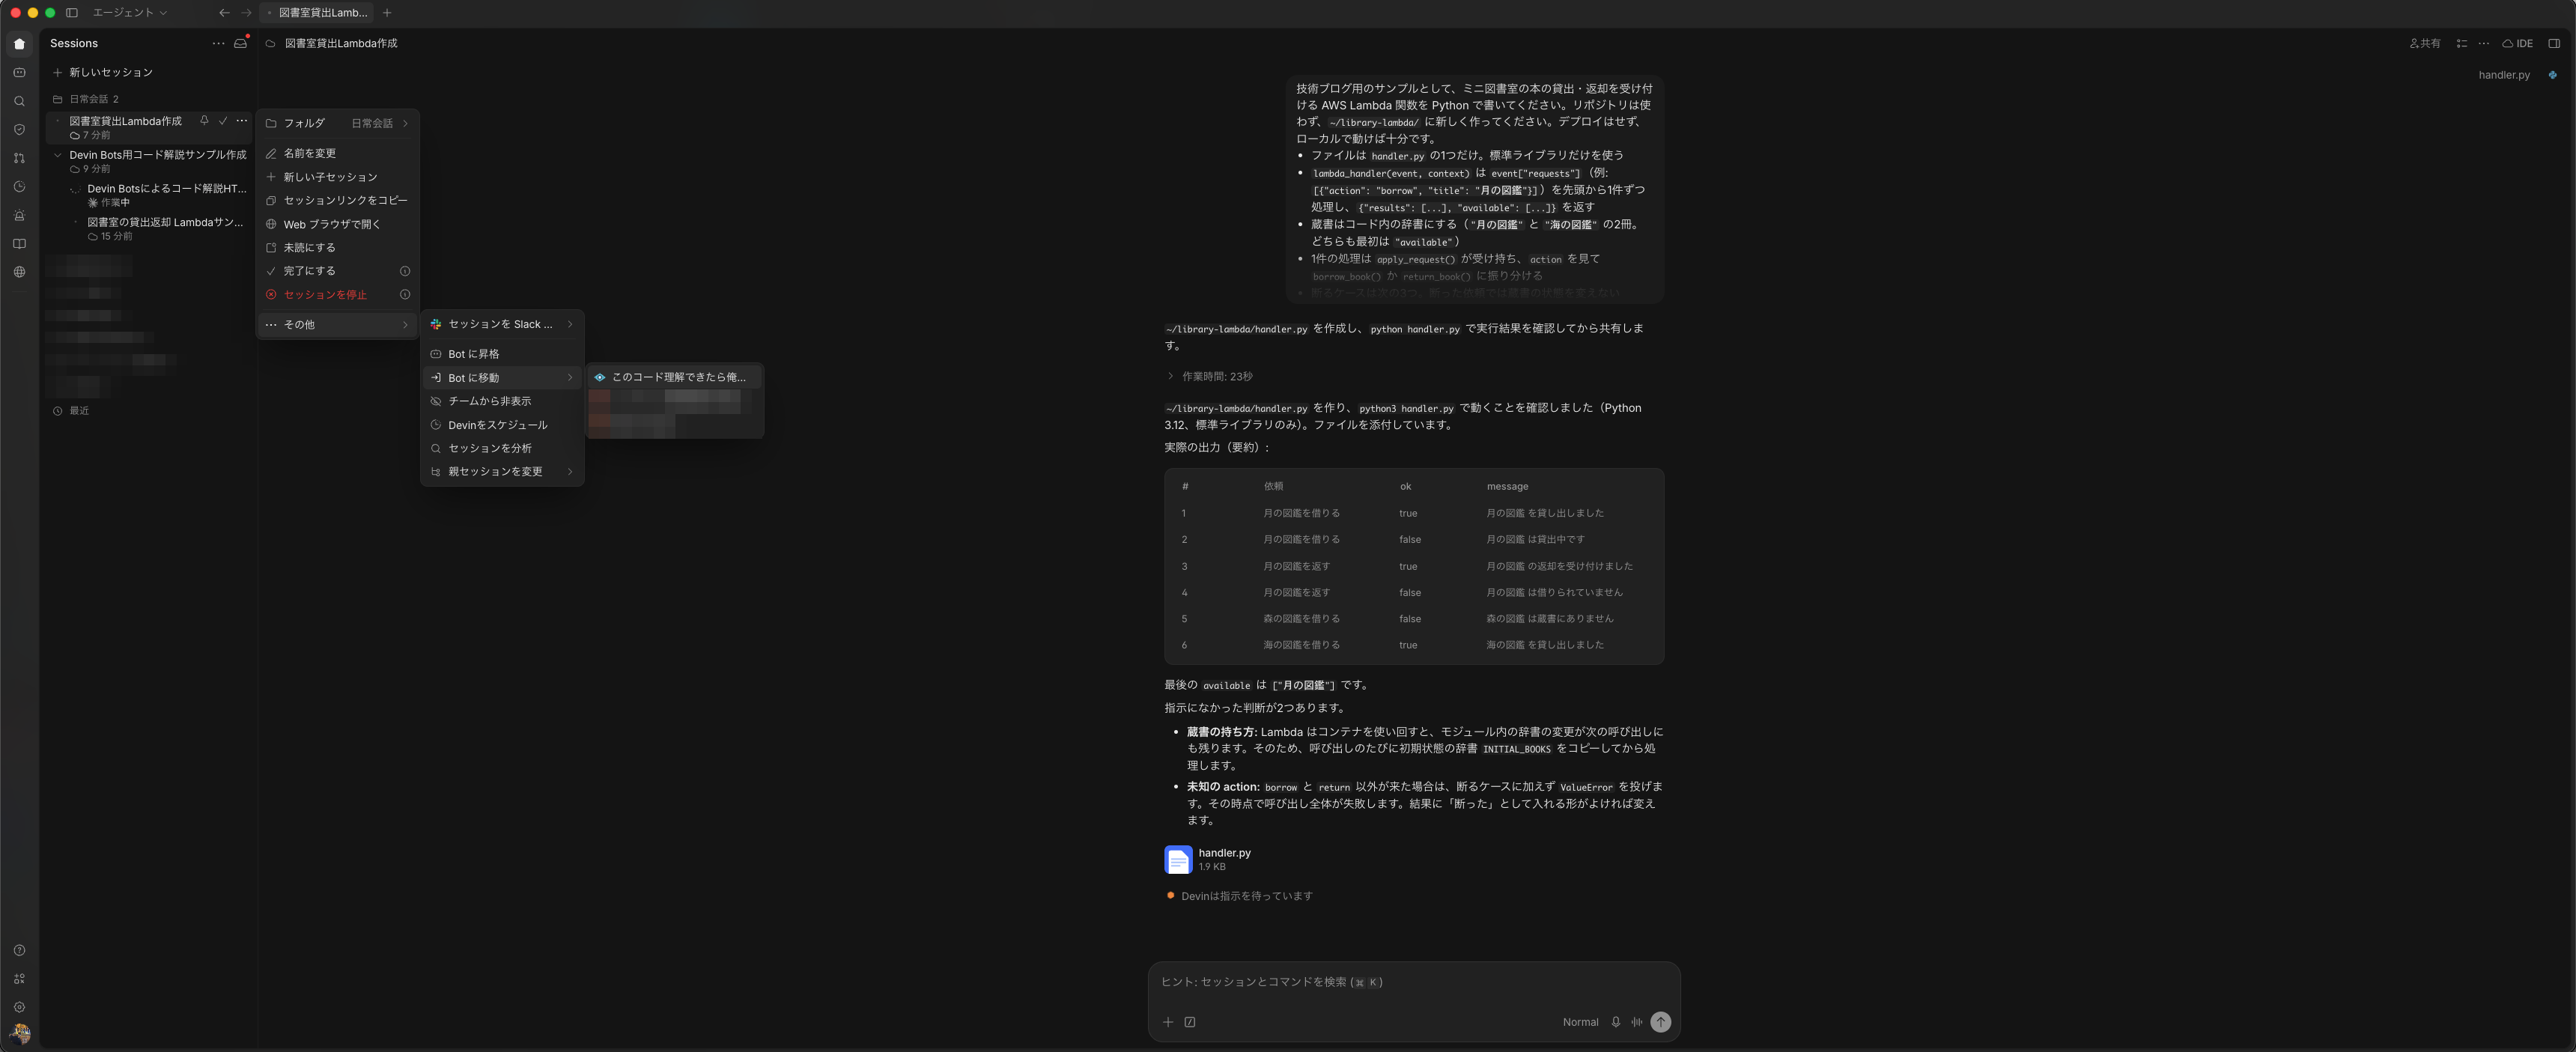 エージェント
図書室貸出Lamb...
Sessions
図書室貸出Lambda作成
共有
IDE
新しいセッション
handler.py
日常会話 2
図書室貸出Lambda作成
7 分前
Devin Bots用コード解説サンプル作成
9 分前
Devin Botsによるコード解説HT...
作業中
図書室の貸出返却 Lambdaサン...
15 分前
最近
フォルダ 日常会話
名前を変更
新しい子セッション
セッションリンクをコピー
Web ブラウザで開く
未読にする
完了にする
セッションを停止
その他
セッションを Slack ...
Bot に昇格
Bot に移動
チームから非表示
Devinをスケジュール
セッションを分析
親セッションを変更
このコード理解できたら俺...
技術ブログ用のサンプルとして、ミニ図書室の本の貸出・返却を受け付
ける AWS Lambda 関数を Python で書いてください。リポジトリは使
わず、~/library-lambda/ に新しく作ってください。デプロイはせず、
ローカルで動けば十分です。
• ファイルは handler.py の1つだけ。標準ライブラリだけを使う
• lambda_handler(event, context) は event["requests"]（例:
[{"action": "borrow", "title": "月の図鑑"}]）を先頭から1件ずつ
処理し、{"results": [...], "available": [...]} を返す
• 蔵書はコード内の辞書にする（"月の図鑑" と "海の図鑑" の2冊。
どちらも最初は "available"）
• 1件の処理は apply_request() が受け持ち、action を見て
borrow_book() か return_book() に振り分ける
• 断るケースは次の3つ。断った依頼では蔵書の状態を変えない
~/library-lambda/handler.py を作成し、python handler.py で実行結果を確認してから共有しま
す。
作業時間: 23秒
~/library-lambda/handler.py を作り、python3 handler.py で動くことを確認しました（Python
3.12、標準ライブラリのみ）。ファイルを添付しています。
実際の出力（要約）:
# 依頼 ok message
1 月の図鑑を借りる true 月の図鑑 を貸し出しました
2 月の図鑑を借りる false 月の図鑑 は貸出中です
3 月の図鑑を返す true 月の図鑑 の返却を受け付けました
4 月の図鑑を返す false 月の図鑑 は借りられていません
5 森の図鑑を借りる false 森の図鑑 は蔵書にありません
6 海の図鑑を借りる true 海の図鑑 を貸し出しました
最後の available は ["月の図鑑"] です。
指示になかった判断が2つあります。
• 蔵書の持ち方: Lambda はコンテナを使い回すと、モジュール内の辞書の変更が次の呼び出しに
も残ります。そのため、呼び出しのたびに初期状態の辞書 INITIAL_BOOKS をコピーしてから処
理します。
• 未知の action: borrow と return 以外が来た場合は、断るケースに加えず ValueError を投げま
す。その時点で呼び出し全体が失敗します。結果に「断った」として入れる形がよければ変え
ます。
handler.py
1.9 KB
Devinは指示を待っています
ヒント: セッションとコマンドを検索 (⌘ K)
Normal